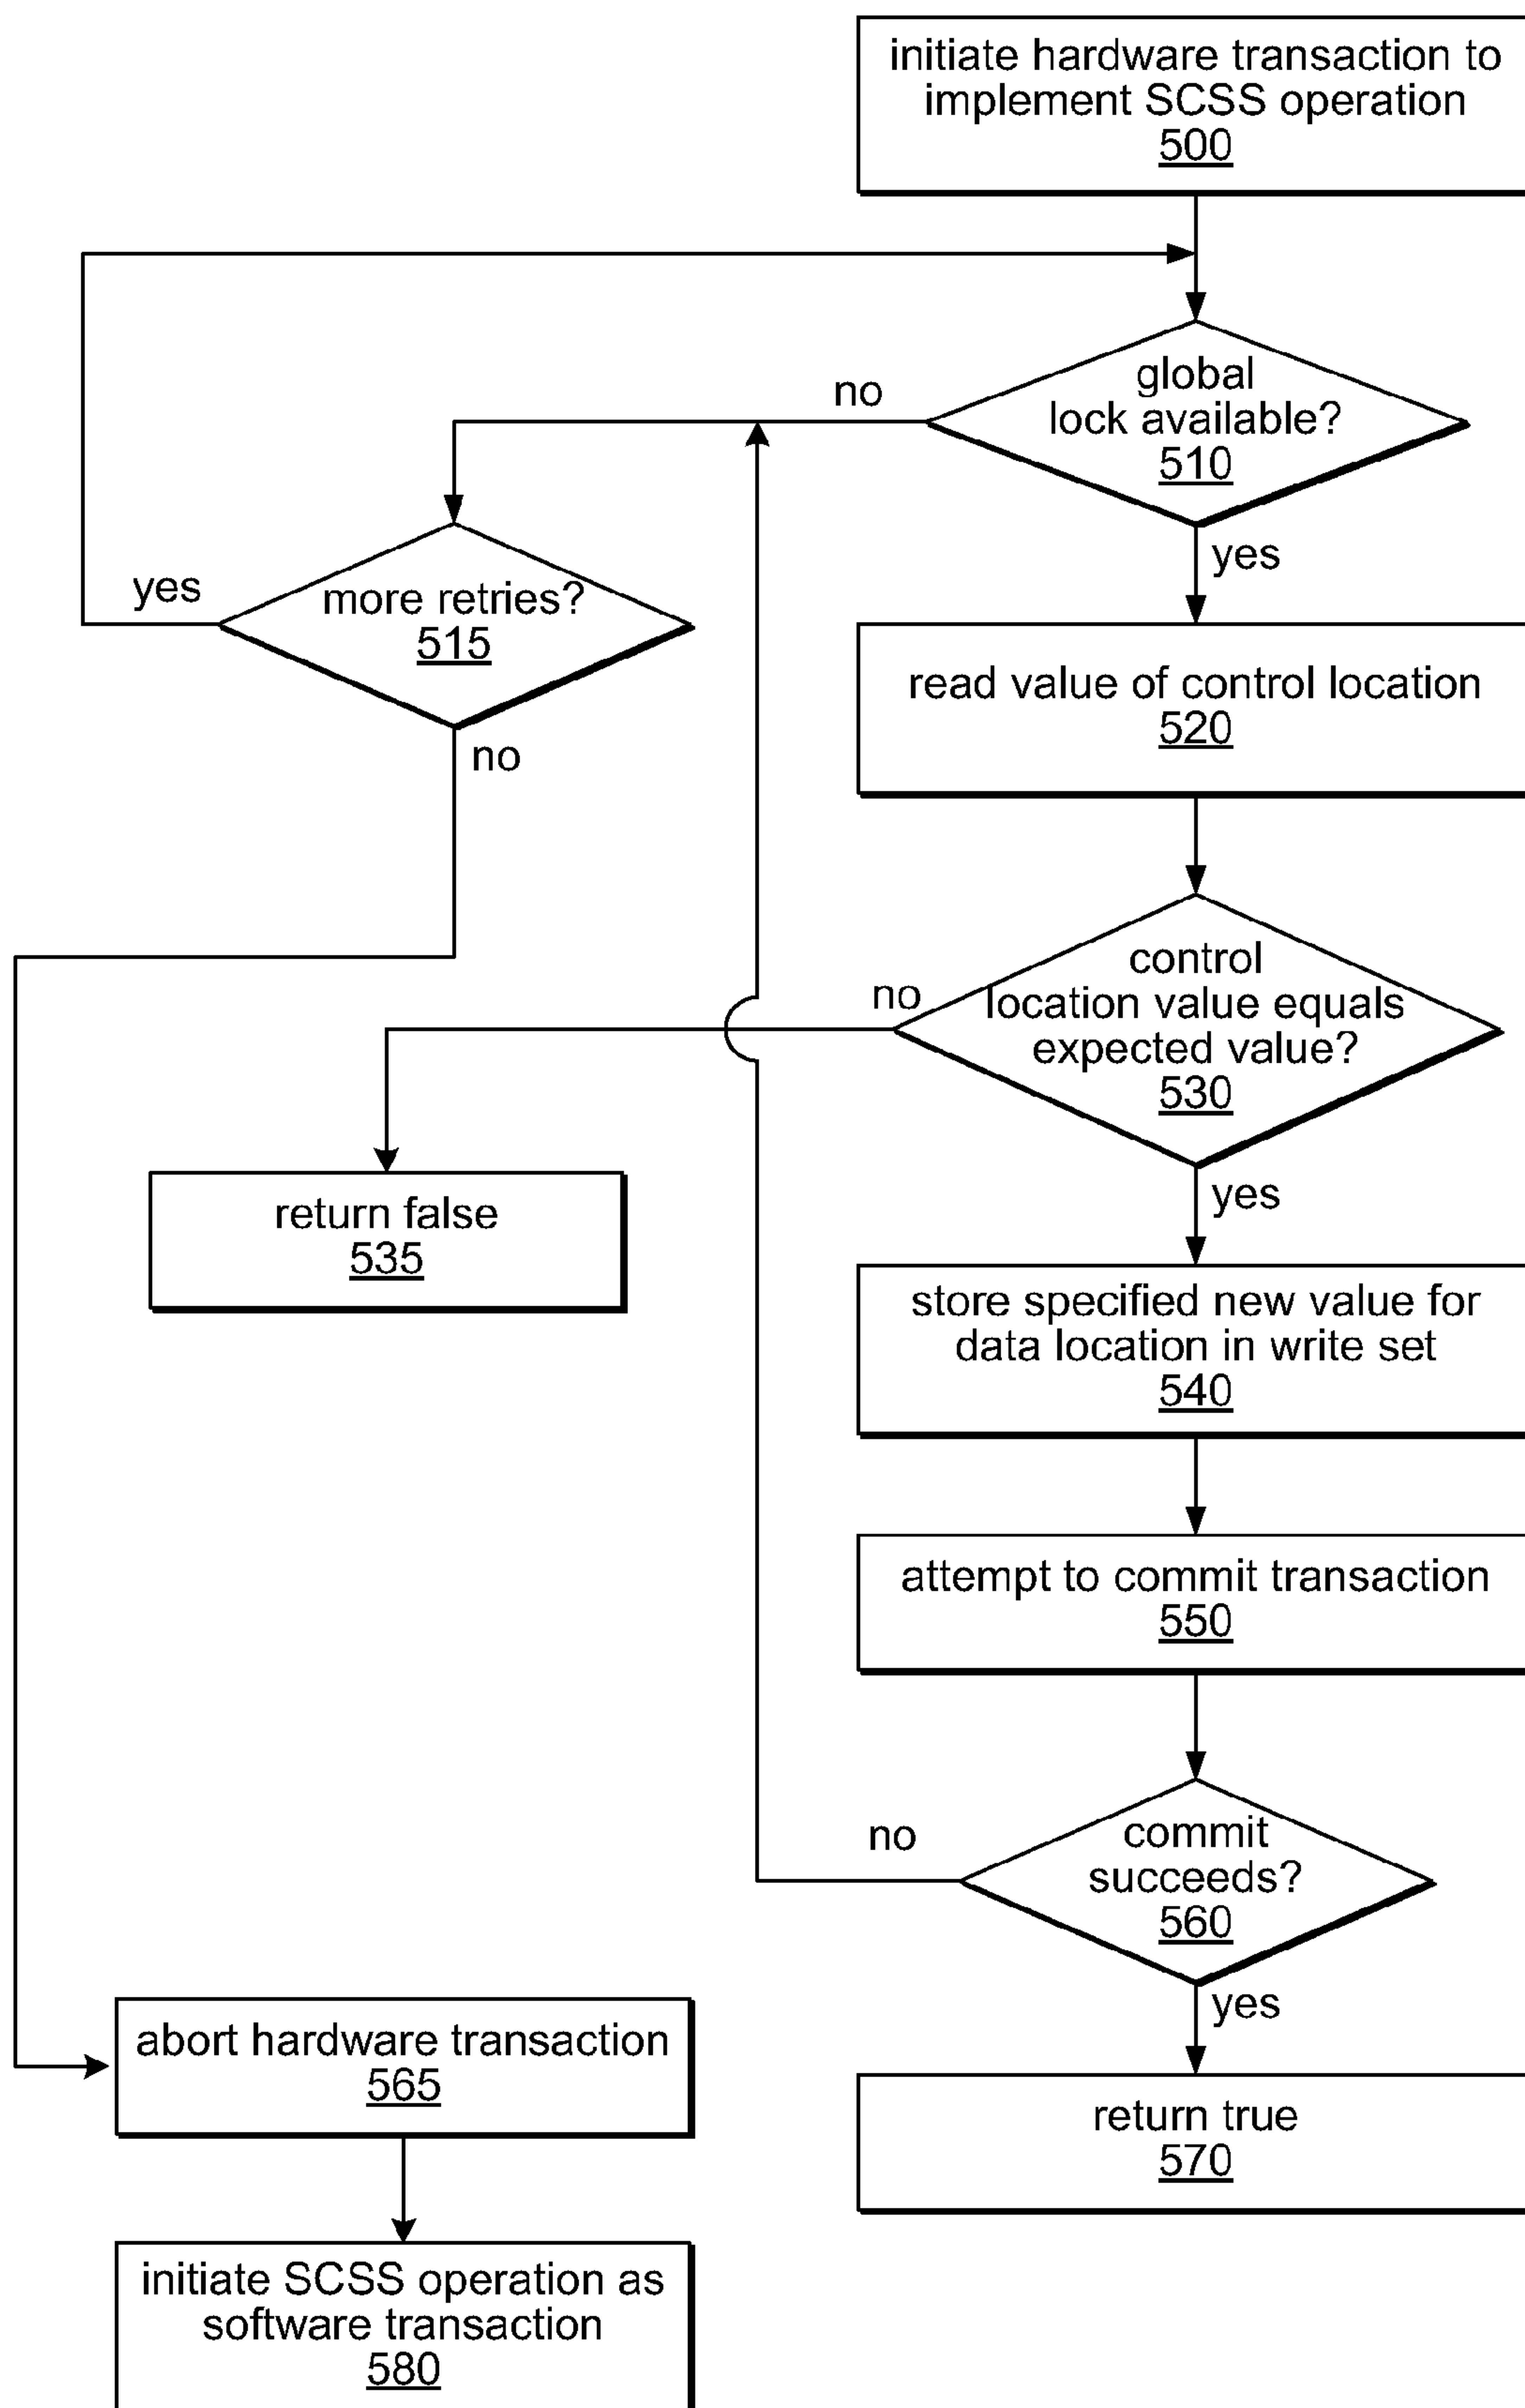 initiate hardware transaction to
implement SCSS operation
500
global
lock available?
510
no
yes
more retries?
515
yes
no
read value of control location
520
control
location value equals
expected value?
530
no
yes
return false
535
store specified new value for
data location in write set
540
attempt to commit transaction
550
commit
succeeds?
560
no
yes
abort hardware transaction
565
return true
570
initiate SCSS operation as
software transaction
580